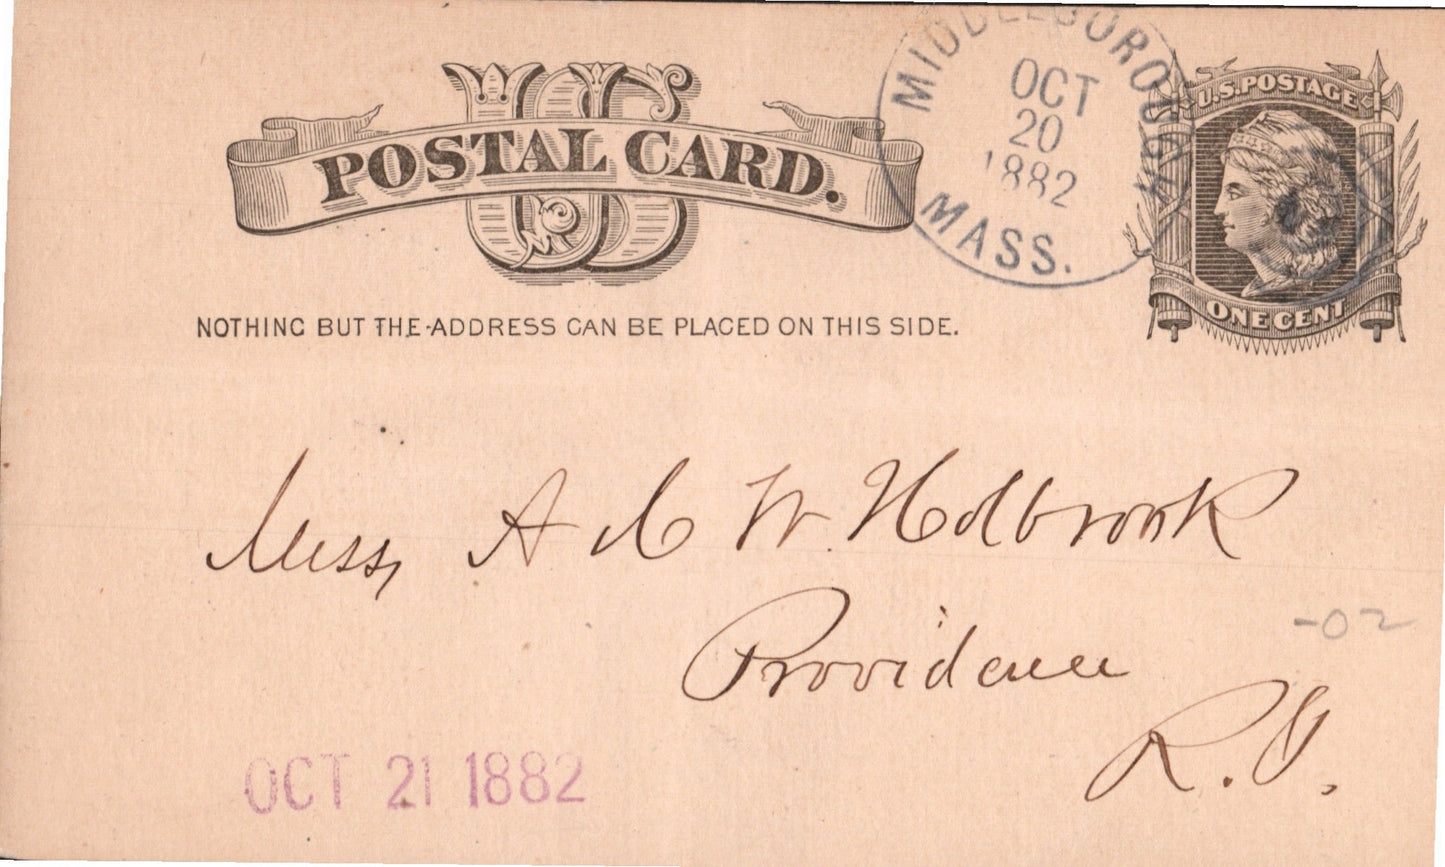 US
POSTAL CARD.
NOTHING BUT THE ADDRESS CAN BE PLACED ON THIS SIDE.
MIDDLEBOROUGH
OCT
20
1882
MASS.
U.S. POSTAGE
ONE CENT
Mess, A & W. Holbrook
Providence
R.I.
-02
OCT 21 1882